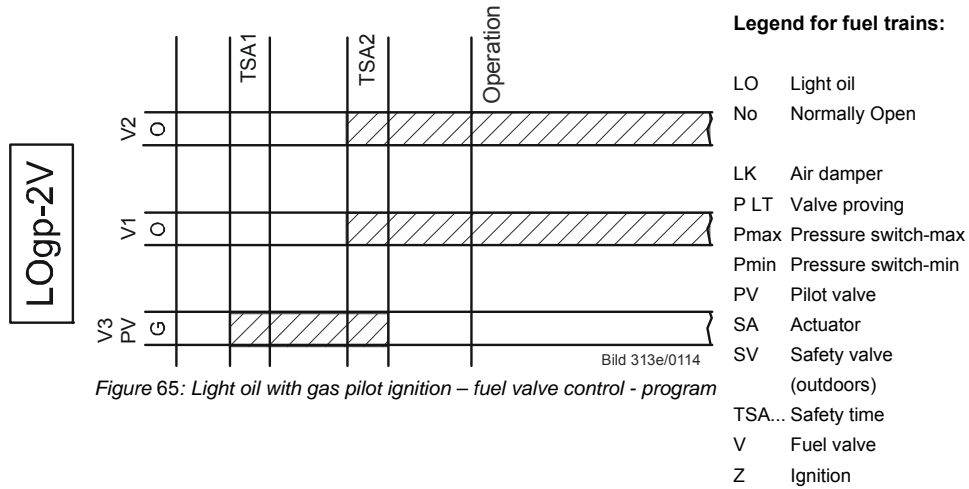 LOgp-2V
TSA1
TSA2
Operation
V2 O
V1 O
V3 PV G
Bild 313e/0114
Figure 65: Light oil with gas pilot ignition – fuel valve control - program
Legend for fuel trains:
LO Light oil
No Normally Open
LK Air damper
P LT Valve proving
Pmax Pressure switch-max
Pmin Pressure switch-min
PV Pilot valve
SA Actuator
SV Safety valve
(outdoors)
TSA... Safety time
V Fuel valve
Z Ignition